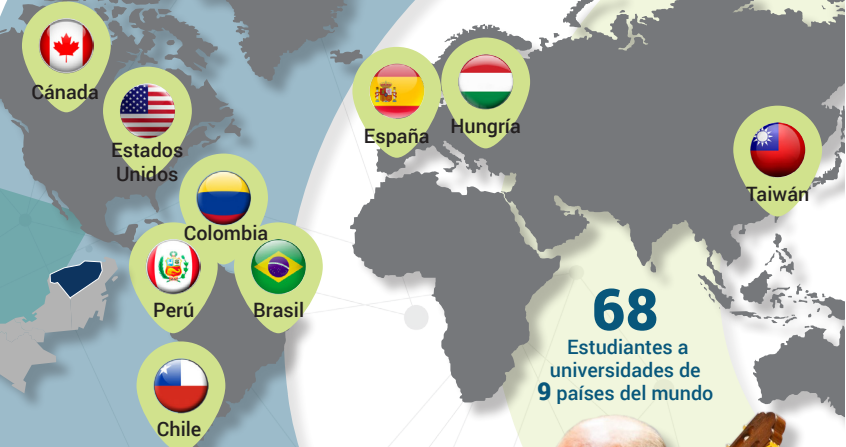 Cánada
Estados
Unidos
España
Hungría
Taiwán
Colombia
Perú
Brasil
Chile
68
Estudiantes a
universidades de
9 países del mundo